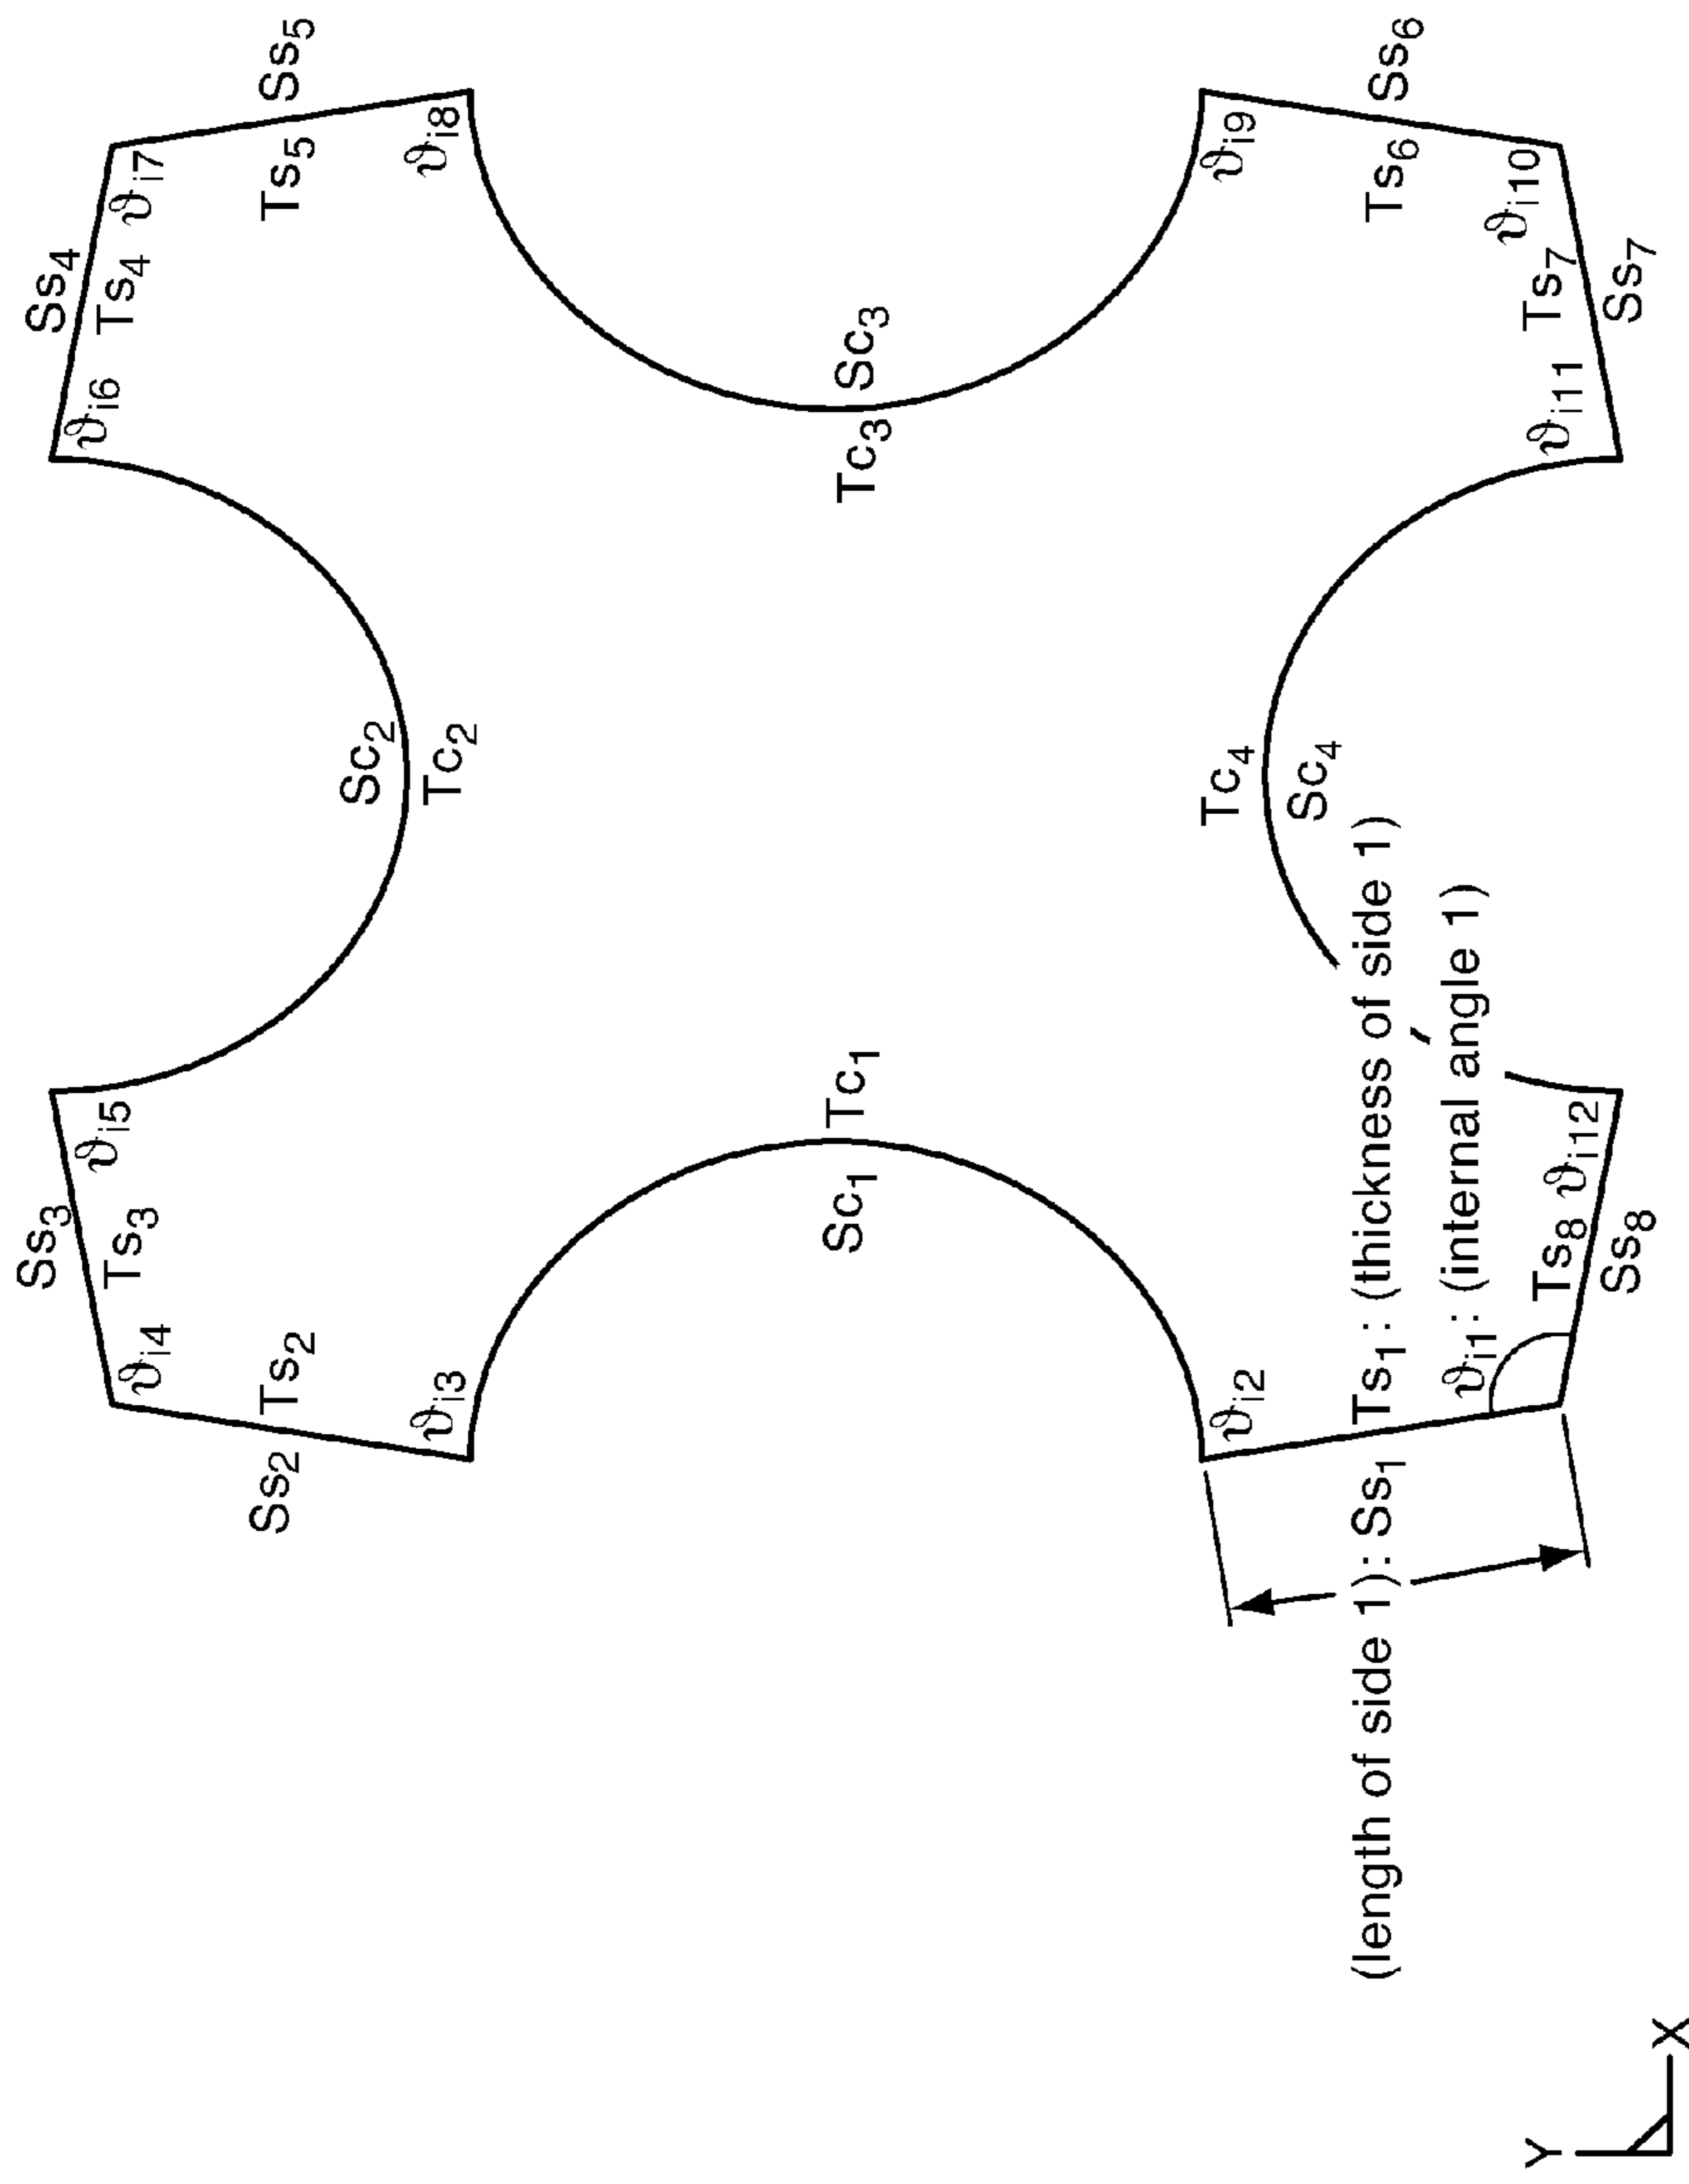 Ss₃
Ts₃
Ss₄
Ts₄
ϑi4
ϑi5
ϑi6
ϑi7
Ss₂
Ts₂
Ts₅
Ss₅
ϑi3
Sc₂
Tc₂
ϑi8
Sc₁
Tc₁
Tc₃
Sc₃
ϑi2
Tc₄
Sc₄
ϑi9
(length of side 1): Ss₁
Ts₁: (thickness of side 1)
Ts₆
Ss₆
ϑi1: (internal angle 1)
ϑi12
ϑi11
ϑi10
Ts₈
Ss₈
Ts₇
Ss₇
Y
X